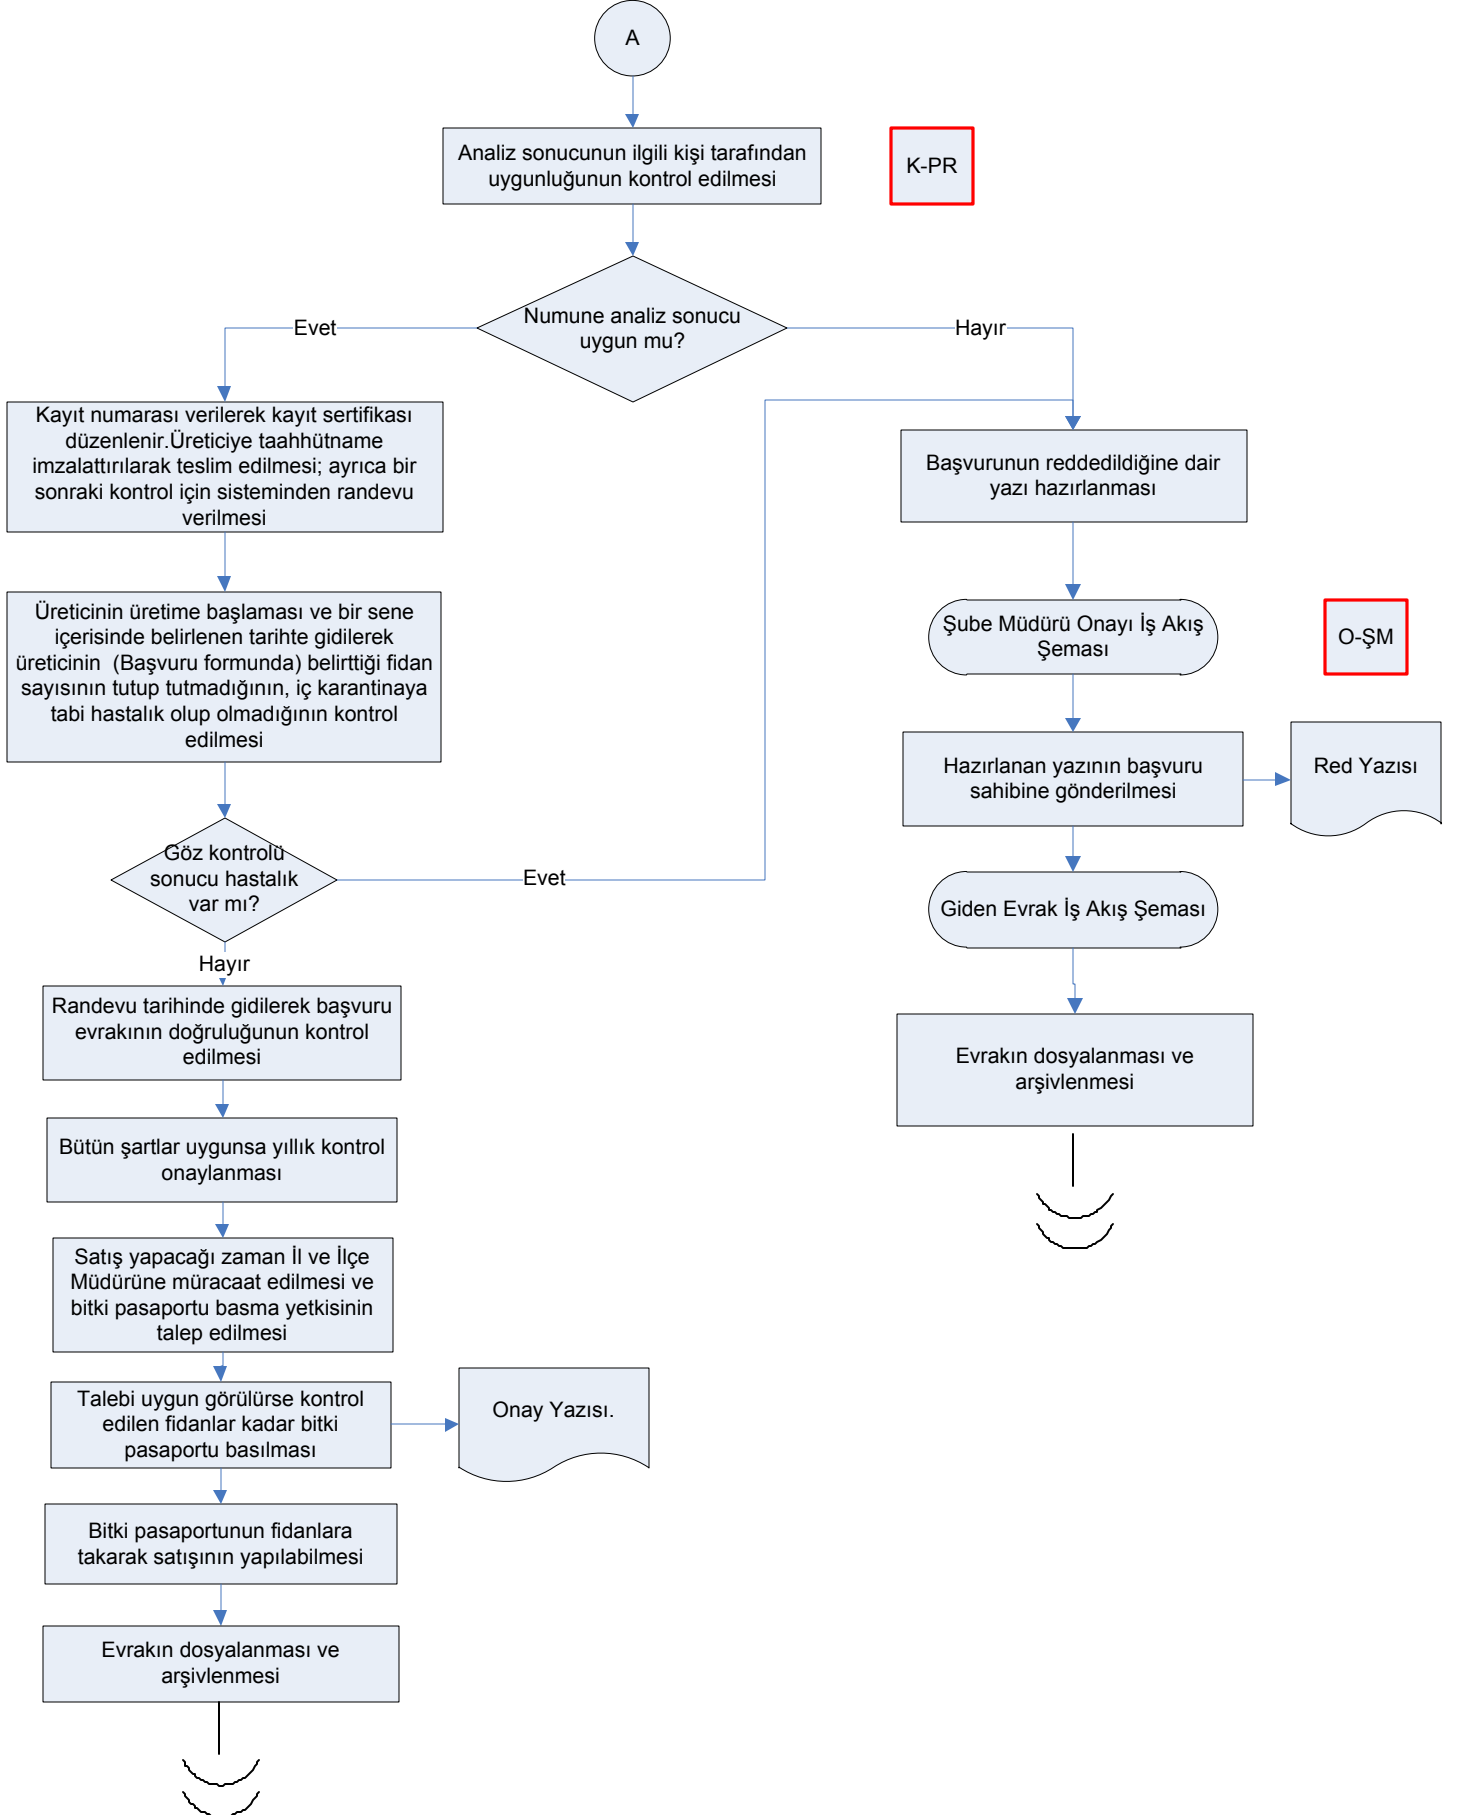 A
Analiz sonucunun ilgili kişi tarafından
uygunluğunun kontrol edilmesi
K-PR
Numune analiz sonucu
uygun mu?
Evet
Hayır
Kayıt numarası verilerek kayıt sertifikası
düzenlenir.Üreticiye taahhütname
imzalattırılarak teslim edilmesi; ayrıca bir
sonraki kontrol için sisteminden randevu
verilmesi
Başvurunun reddedildiğine dair
yazı hazırlanması
Üreticinin üretime başlaması ve bir sene
içerisinde belirlenen tarihte gidilerek
üreticinin  (Başvuru formunda) belirttiği fidan
sayısının tutup tutmadığının, iç karantinaya
tabi hastalık olup olmadığının kontrol
edilmesi
Şube Müdürü Onayı İş Akış
Şeması
O-ŞM
Hazırlanan yazının başvuru
sahibine gönderilmesi
Red Yazısı
Göz kontrolü
sonucu hastalık
var mı?
Evet
Hayır
Giden Evrak İş Akış Şeması
Randevu tarihinde gidilerek başvuru
evrakının doğruluğunun kontrol
edilmesi
Evrakın dosyalanması ve
arşivlenmesi
Bütün şartlar uygunsa yıllık kontrol
onaylanması
Satış yapacağı zaman İl ve İlçe
Müdürüne müracaat edilmesi ve
bitki pasaportu basma yetkisinin
talep edilmesi
Talebi uygun görülürse kontrol
edilen fidanlar kadar bitki
pasaportu basılması
Onay Yazısı.
Bitki pasaportunun fidanlara
takarak satışının yapılabilmesi
Evrakın dosyalanması ve
arşivlenmesi